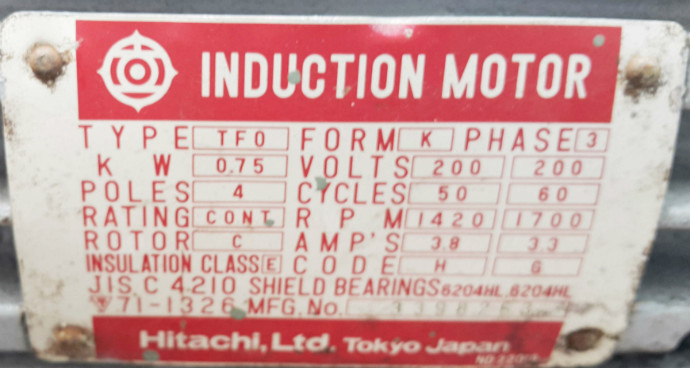 INDUCTION MOTOR
TYPE TFO FORM K PHASE 3
KW 0.75 VOLTS 200 200
POLES 4 CYCLES 50 60
RATING CONT RPM 1420 1700
ROTOR C AMP'S 3.8 3.3
INSULATION CLASS E CODE H G
JIS C 4210 SHIELD BEARINGS 6204HL, 6204HL
71-1326 MFG. No.
Hitachi, Ltd. Tokyo Japan